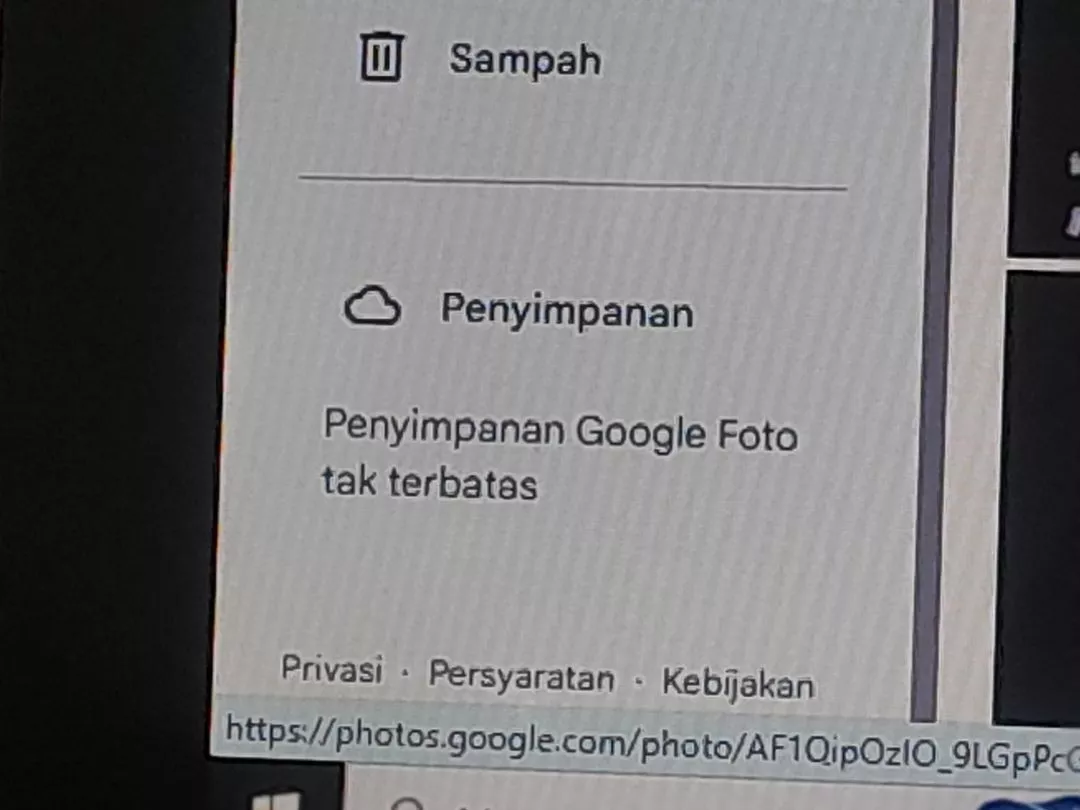 Sampah
Penyimpanan
Penyimpanan Google Foto
tak terbatas
Privasi · Persyaratan · Kebijakan
https://photos.google.com/photo/AF1QipOzIO_9LGpPc